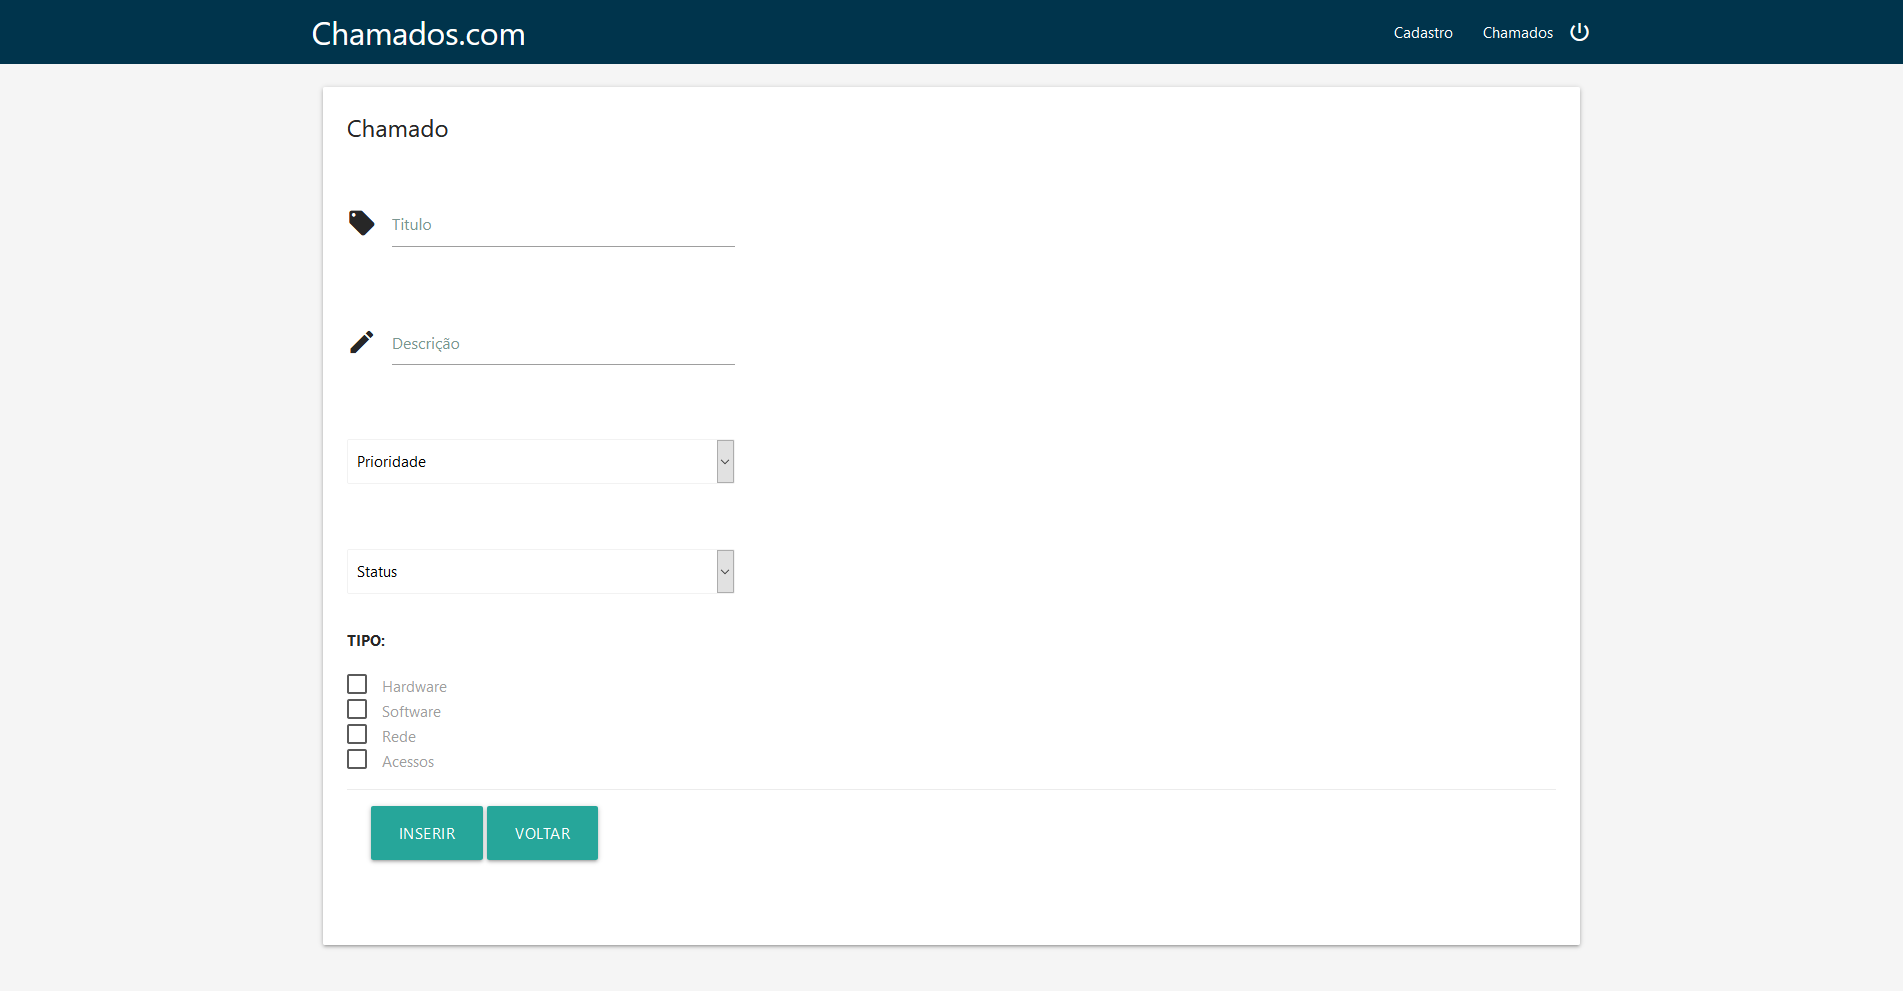 Chamados.com
Cadastro
Chamados
Chamado
Titulo
Descrição
Prioridade
Status
TIPO:
Hardware
Software
Rede
Acessos
INSERIR
VOLTAR